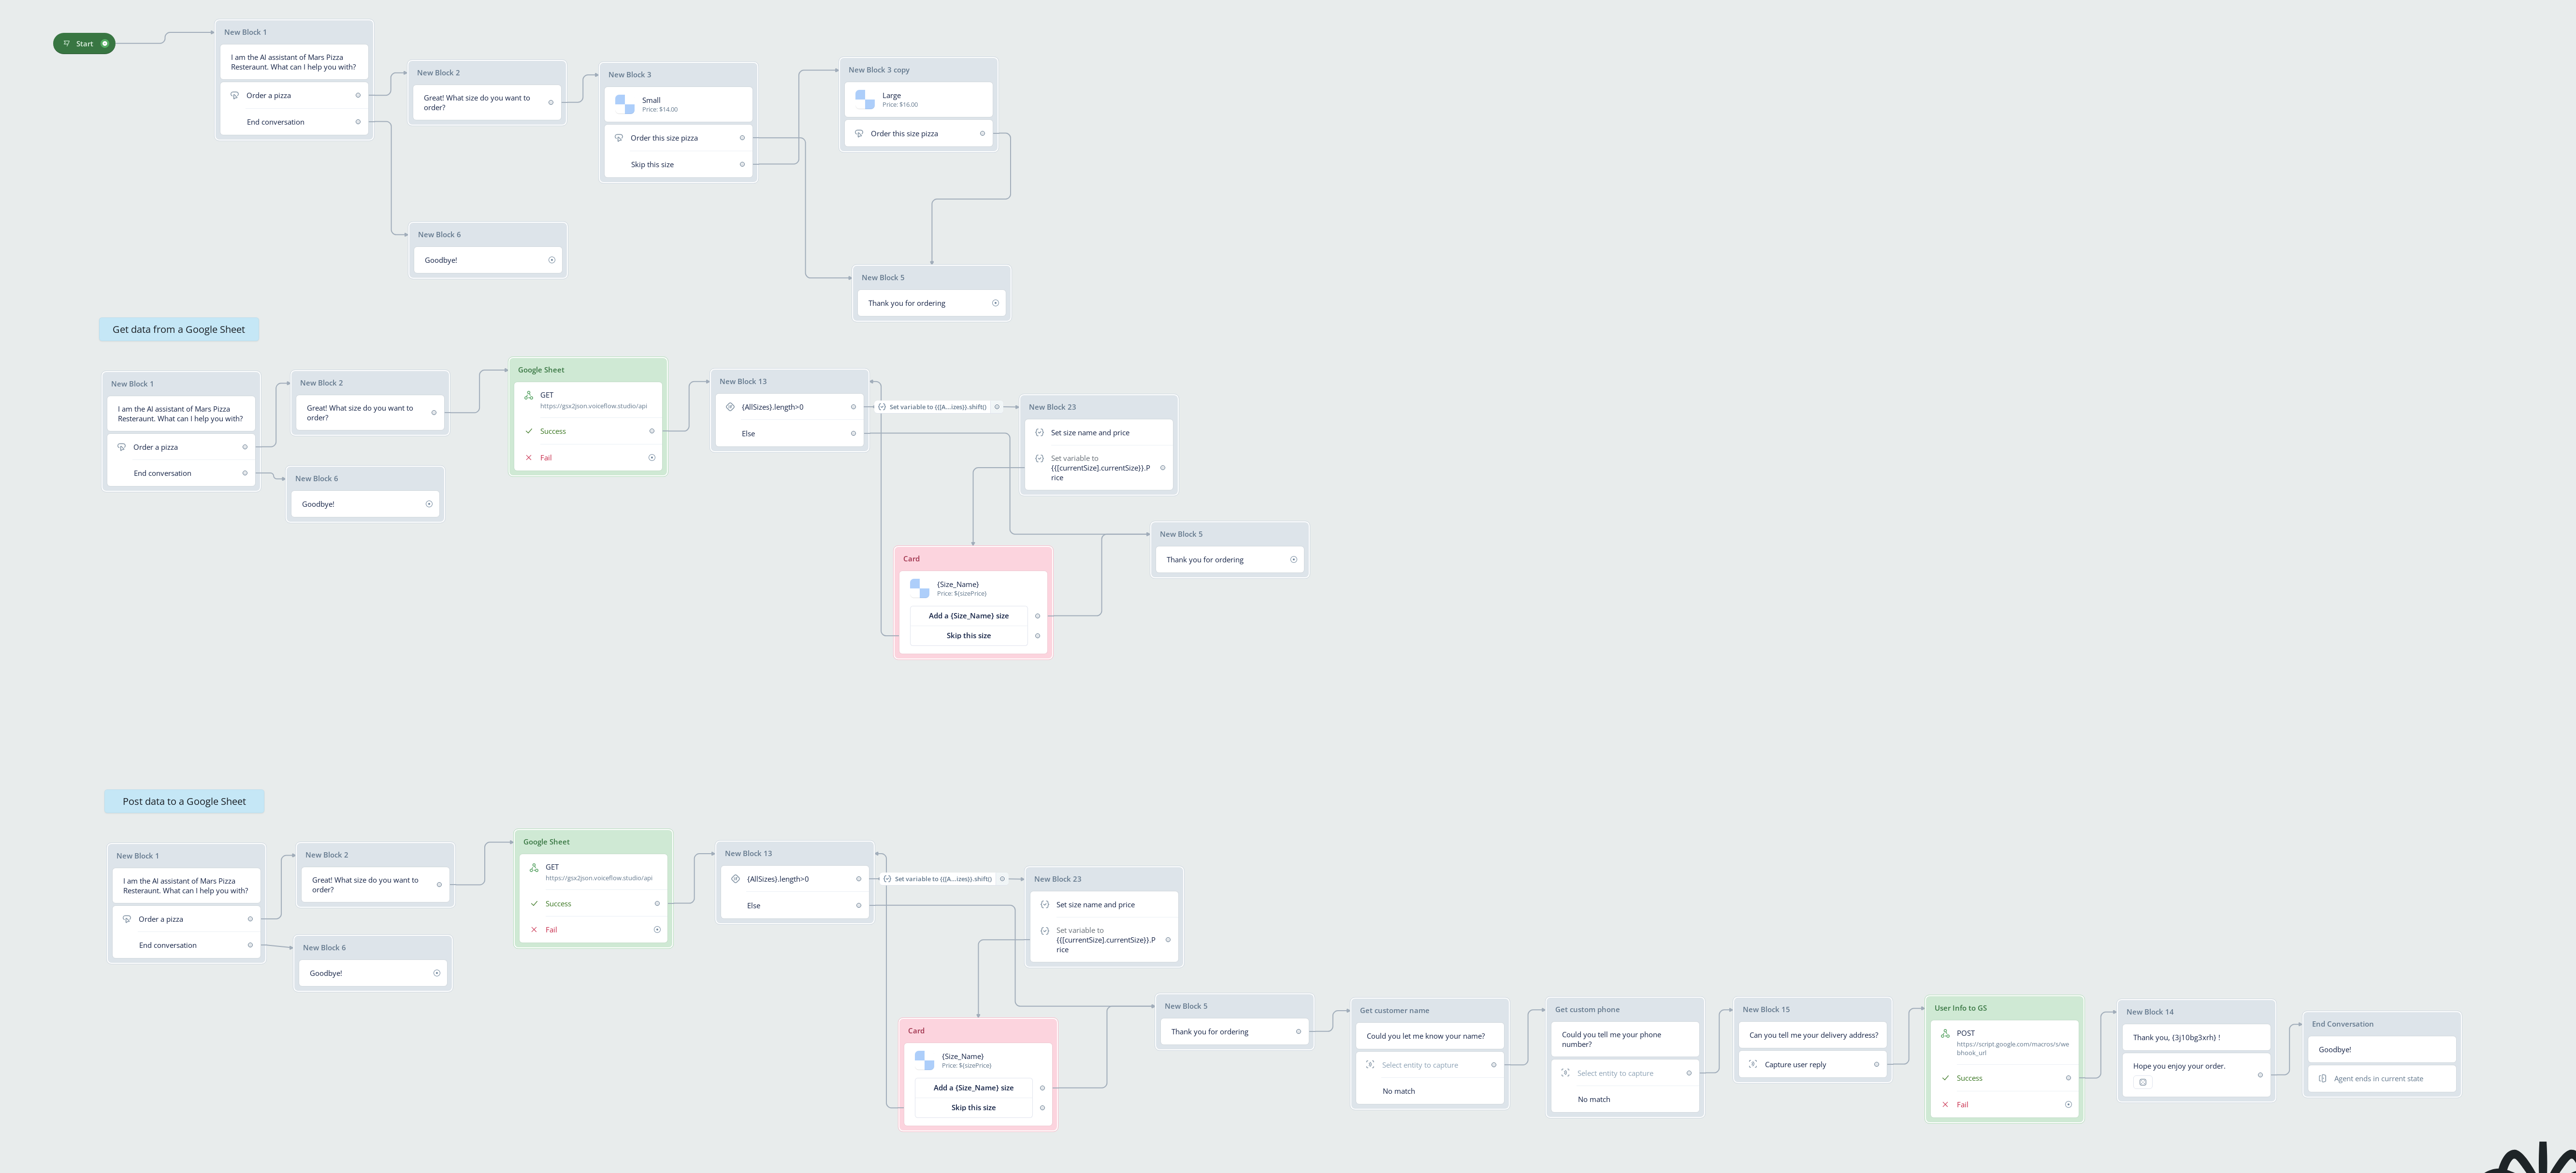 Start
New Block 1
I am the AI assistant of Mars Pizza
Resteraunt. What can I help you with?
Order a pizza
End conversation
New Block 2
Great! What size do you want to
order?
New Block 3
Small
Price: $14.00
Order this size pizza
Skip this size
New Block 3 copy
Large
Price: $16.00
Order this size pizza
New Block 6
Goodbye!
New Block 5
Thank you for ordering
Get data from a Google Sheet
New Block 1
I am the AI assistant of Mars Pizza
Resteraunt. What can I help you with?
Order a pizza
End conversation
New Block 2
Great! What size do you want to
order?
New Block 6
Goodbye!
Google Sheet
GET
https://gsx2json.voiceflow.studio/api
Success
Fail
New Block 13
{AllSizes}.length>0
Else
Set variable to {{[A...izes}}.shift()
New Block 23
Set size name and price
Set variable to
{{[currentSize].currentSize}}.P
rice
New Block 5
Thank you for ordering
Card
{Size_Name}
Price: ${sizePrice}
Add a {Size_Name} size
Skip this size
Post data to a Google Sheet
New Block 1
I am the AI assistant of Mars Pizza
Resteraunt. What can I help you with?
Order a pizza
End conversation
New Block 2
Great! What size do you want to
order?
New Block 6
Goodbye!
Google Sheet
GET
https://gsx2json.voiceflow.studio/api
Success
Fail
New Block 13
{AllSizes}.length>0
Else
Set variable to {{[A...izes}}.shift()
New Block 23
Set size name and price
Set variable to
{{[currentSize].currentSize}}.P
rice
Card
{Size_Name}
Price: ${sizePrice}
Add a {Size_Name} size
Skip this size
New Block 5
Thank you for ordering
Get customer name
Could you let me know your name?
Select entity to capture
No match
Get custom phone
Could you tell me your phone
number?
Select entity to capture
No match
New Block 15
Can you tell me your delivery address?
Capture user reply
User Info to GS
POST
https://script.google.com/macros/s/we
bhook_url
Success
Fail
New Block 14
Thank you, {3j10bg3xrh} !
Hope you enjoy your order.
End Conversation
Goodbye!
Agent ends in current state